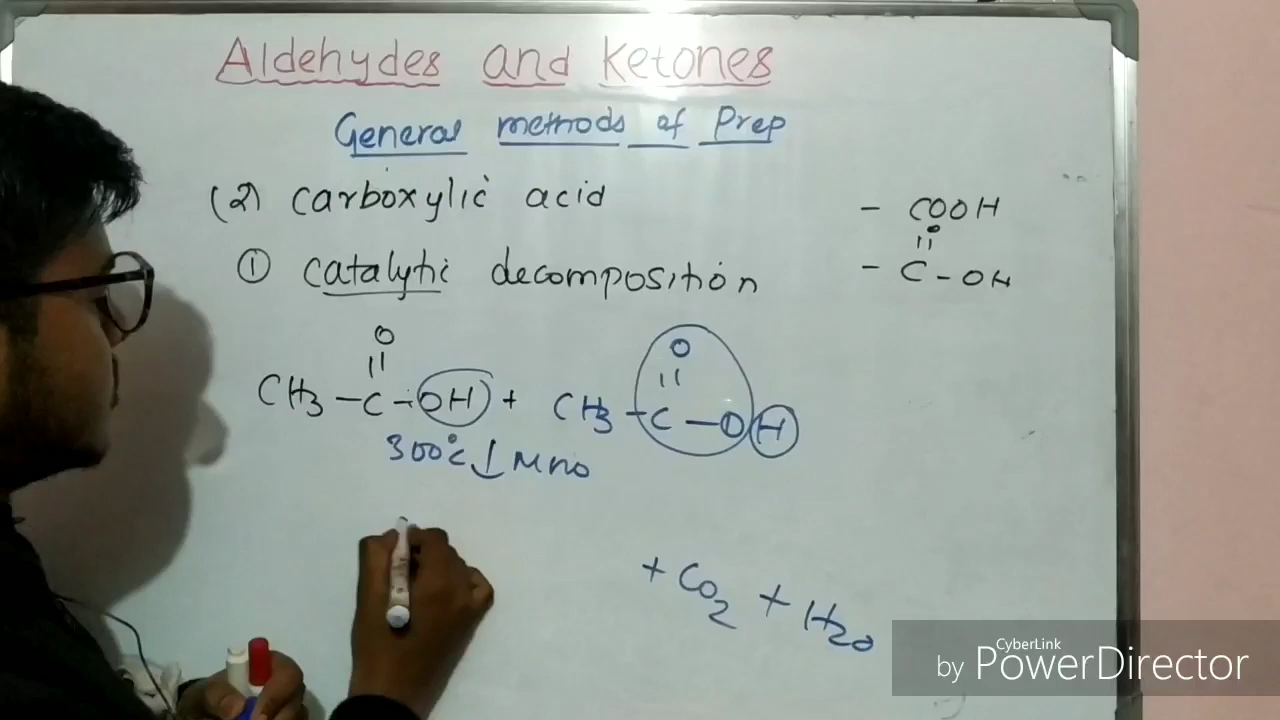 Aldehydes and Ketones
General methods of Prep
(2) carboxylic acid
- COOH
① catalytic decomposition
O
||
- C - OH
O
||
CH3 - C - OH + CH3 - C - OH
O
||
300°C ↓ MnO
+ CO2 + H2O
CyberLink
by PowerDirector